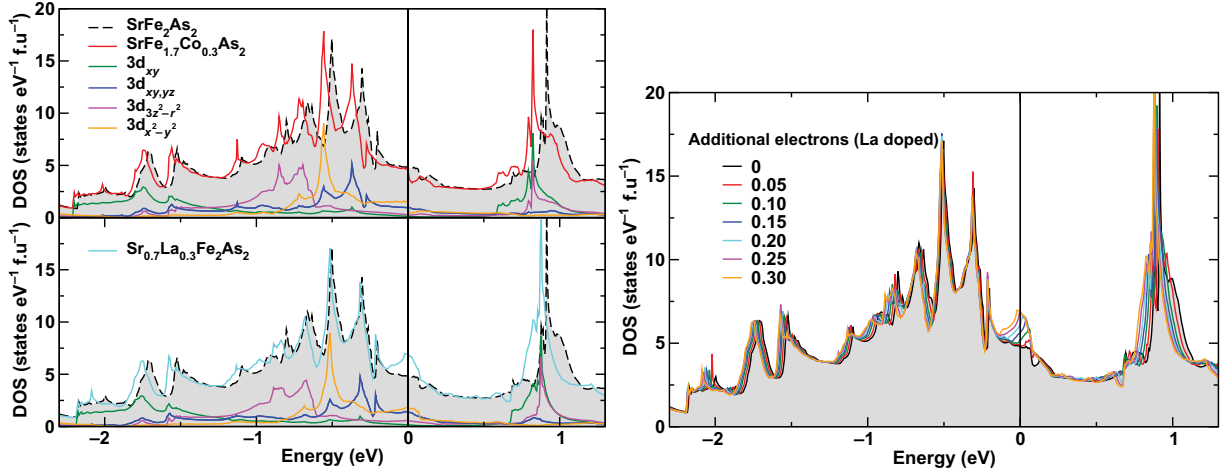 20
15
10
5
0
DOS (states eV⁻¹ f.u⁻¹)
SrFe₂As₂
SrFe₁.₇Co₀.₃As₂
3d_xy
3d_xy,yz
3d_3z²−r²
3d_x²−y²
15
10
5
0
DOS (states eV⁻¹ f.u⁻¹)
Sr₀.₇La₀.₃Fe₂As₂
−2 −1 0 1
Energy (eV)
20
15
10
5
0
DOS (states eV⁻¹ f.u⁻¹)
Additional electrons (La doped)
0
0.05
0.10
0.15
0.20
0.25
0.30
−2 −1 0 1
Energy (eV)